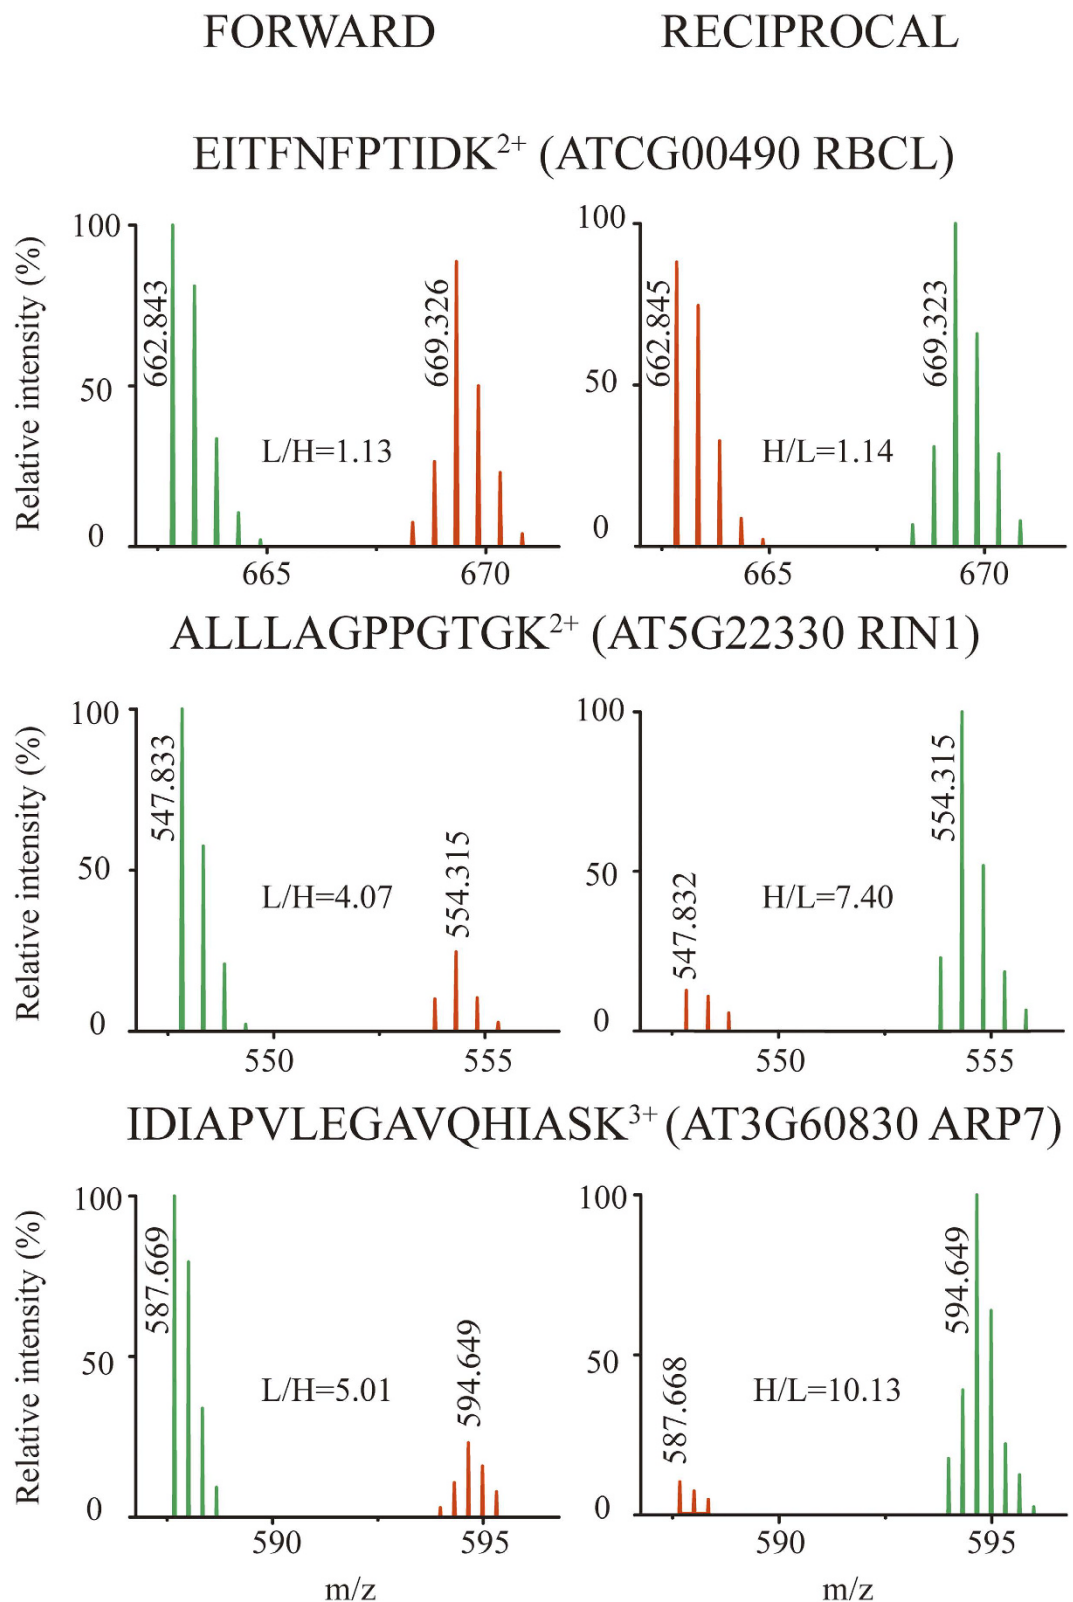 FORWARD RECIPROCAL
EITFNFPTIDK²⁺ (ATCG00490 RBCL)
Relative intensity (%)
100
50
0
662.843
669.326
L/H=1.13
665 670
100
50
0
662.845
669.323
H/L=1.14
665 670
ALLLAGPPGTGK²⁺ (AT5G22330 RIN1)
Relative intensity (%)
100
50
0
547.833
554.315
L/H=4.07
550 555
100
50
0
547.832
554.315
H/L=7.40
550 555
IDIAPVLEGAVQHIASK³⁺ (AT3G60830 ARP7)
Relative intensity (%)
100
50
0
587.669
594.649
L/H=5.01
590 595
m/z
100
50
0
587.668
594.649
H/L=10.13
590 595
m/z